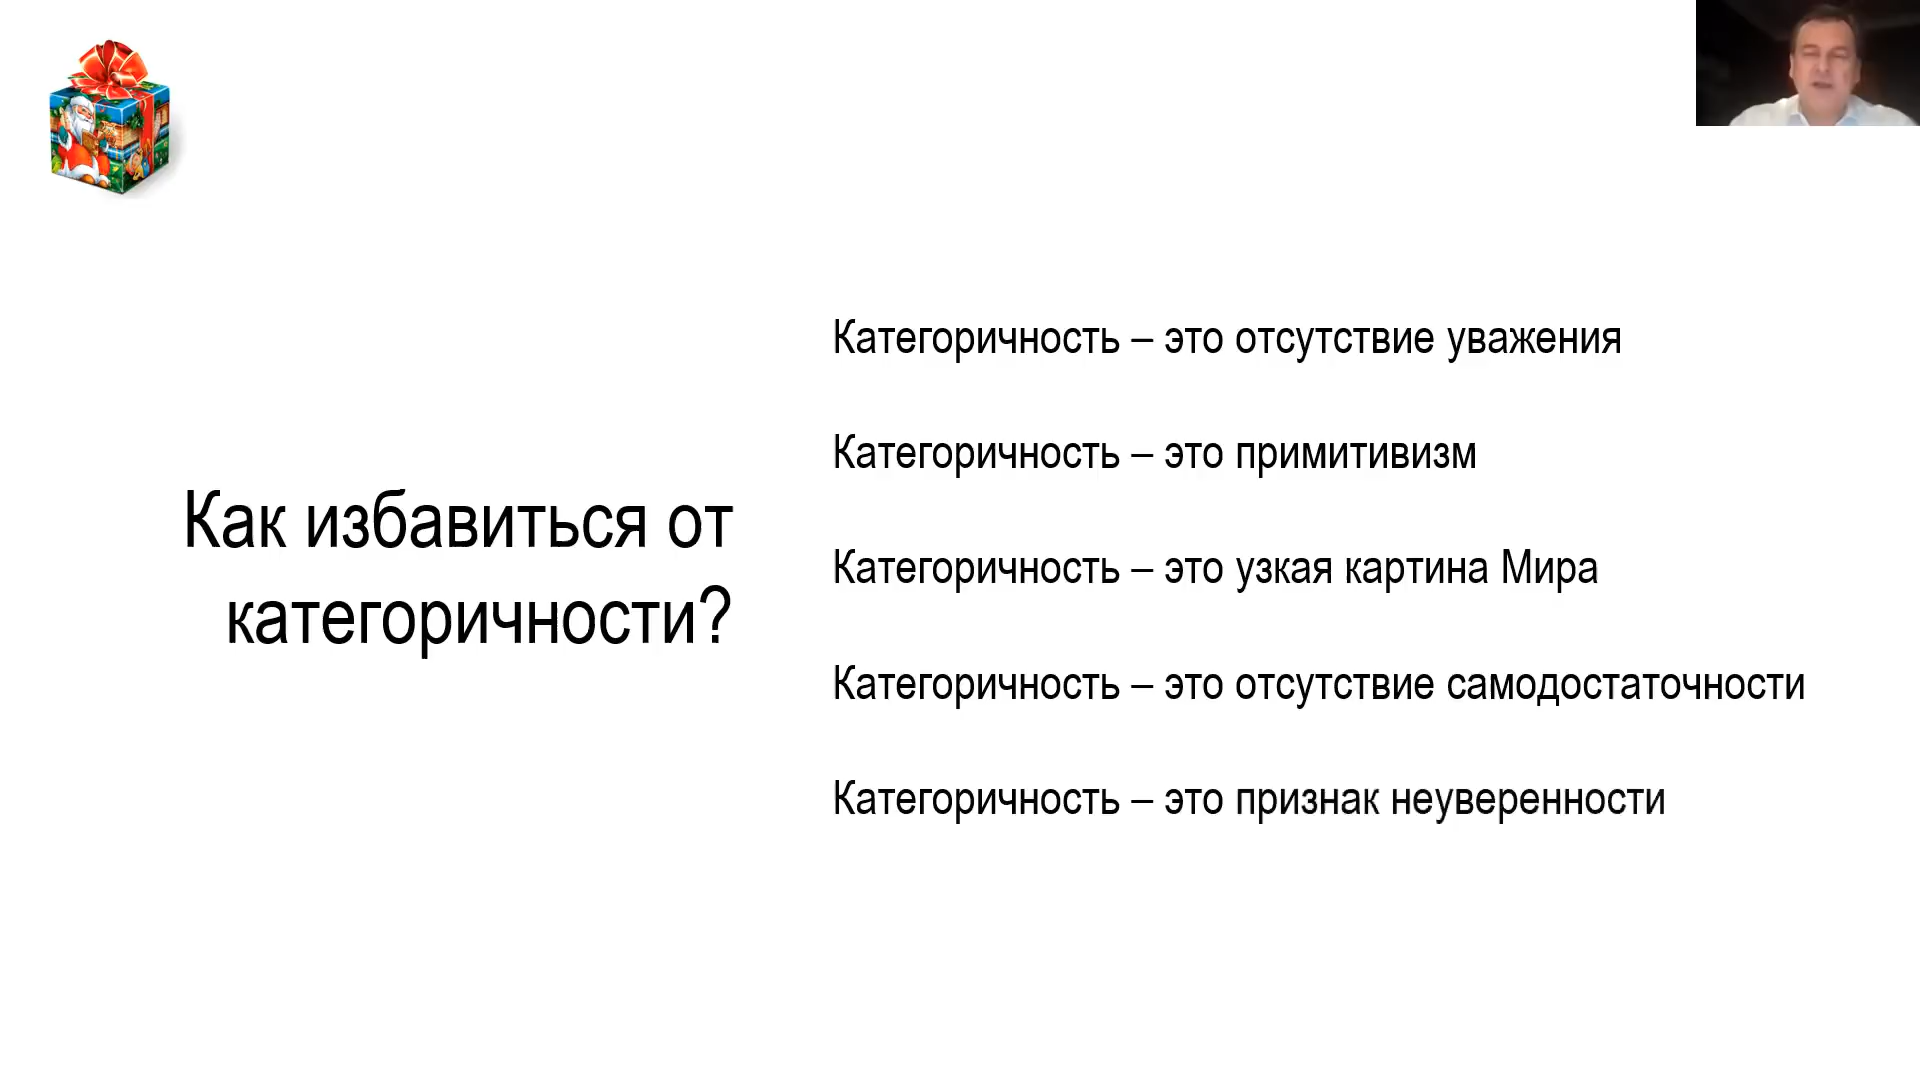 Как избавиться от
категоричности?
Категоричность – это отсутствие уважения
Категоричность – это примитивизм
Категоричность – это узкая картина Мира
Категоричность – это отсутствие самодостаточности
Категоричность – это признак неуверенности